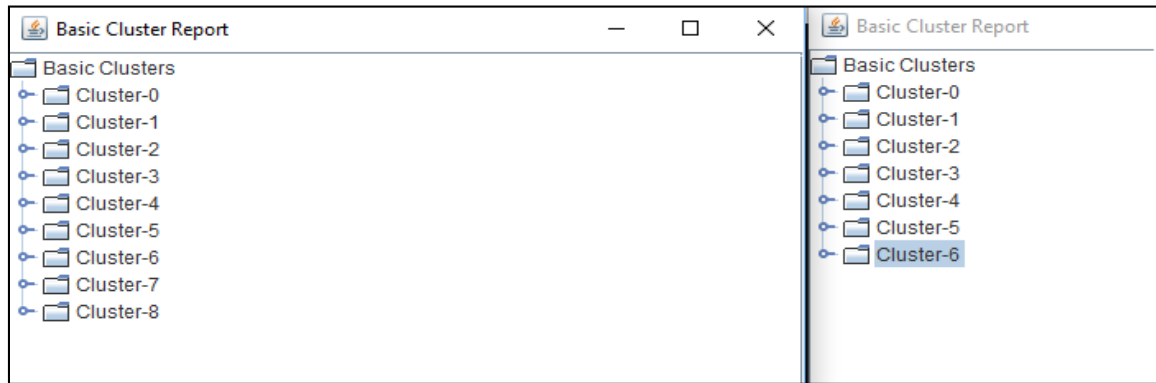 Basic Cluster Report
Basic Clusters
Cluster-0
Cluster-1
Cluster-2
Cluster-3
Cluster-4
Cluster-5
Cluster-6
Cluster-7
Cluster-8
Basic Cluster Report
Basic Clusters
Cluster-0
Cluster-1
Cluster-2
Cluster-3
Cluster-4
Cluster-5
Cluster-6